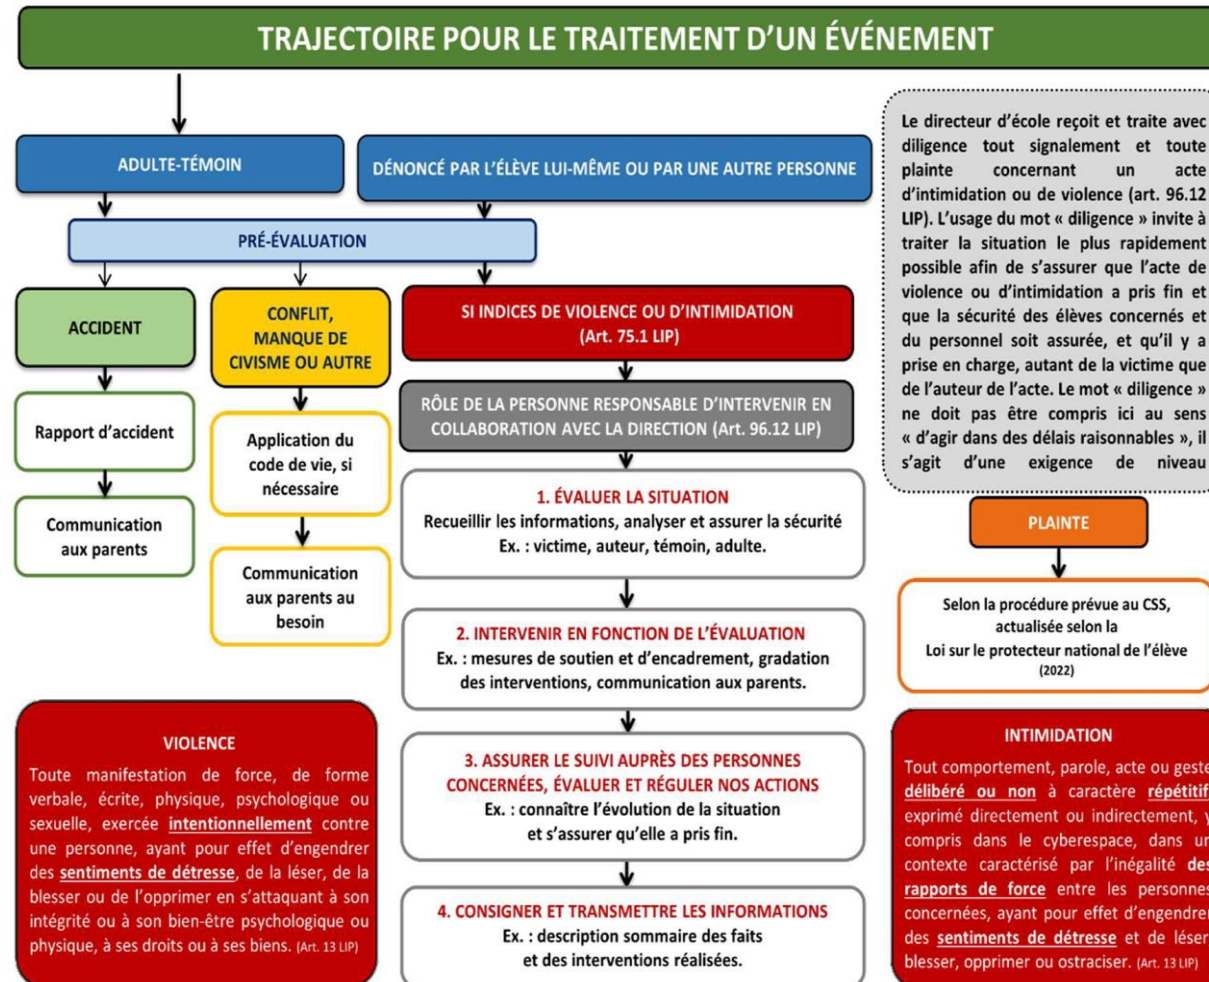 TRAJECTOIRE POUR LE TRAITEMENT D'UN ÉVÉNEMENT
ADULTE-TÉMOIN
DÉNONCÉ PAR L'ÉLÈVE LUI-MÊME OU PAR UNE AUTRE PERSONNE
PRÉ-ÉVALUATION
ACCIDENT
Rapport d'accident
Communication
aux parents
CONFLIT,
MANQUE DE
CIVISME OU AUTRE
Application du
code de vie, si
nécessaire
Communication
aux parents au
besoin
SI INDICES DE VIOLENCE OU D'INTIMIDATION
(Art. 75.1 LIP)
RÔLE DE LA PERSONNE RESPONSABLE D'INTERVENIR EN
COLLABORATION AVEC LA DIRECTION (Art. 96.12 LIP)
1. ÉVALUER LA SITUATION
Recueillir les informations, analyser et assurer la sécurité
Ex. : victime, auteur, témoin, adulte.
2. INTERVENIR EN FONCTION DE L'ÉVALUATION
Ex. : mesures de soutien et d'encadrement, gradation
des interventions, communication aux parents.
3. ASSURER LE SUIVI AUPRÈS DES PERSONNES
CONCERNÉES, ÉVALUER ET RÉGULER NOS ACTIONS
Ex. : connaître l'évolution de la situation
et s'assurer qu'elle a pris fin.
4. CONSIGNER ET TRANSMETTRE LES INFORMATIONS
Ex. : description sommaire des faits
et des interventions réalisées.
Le directeur d'école reçoit et traite avec
diligence tout signalement et toute
plainte concernant un acte
d'intimidation ou de violence (art. 96.12
LIP). L'usage du mot « diligence » invite à
traiter la situation le plus rapidement
possible afin de s'assurer que l'acte de
violence ou d'intimidation a pris fin et
que la sécurité des élèves concernés et
du personnel soit assurée, et qu'il y a
prise en charge, autant de la victime que
de l'auteur de l'acte. Le mot « diligence »
ne doit pas être compris ici au sens
« d'agir dans des délais raisonnables », il
s'agit d'une exigence de niveau
PLAINTE
Selon la procédure prévue au CSS,
actualisée selon la
Loi sur le protecteur national de l'élève
(2022)
VIOLENCE
Toute manifestation de force, de forme
verbale, écrite, physique, psychologique ou
sexuelle, exercée intentionnellement contre
une personne, ayant pour effet d'engendrer
des sentiments de détresse, de la léser, de la
blesser ou de l'opprimer en s'attaquant à son
intégrité ou à son bien-être psychologique ou
physique, à ses droits ou à ses biens. (Art. 13 LIP)
INTIMIDATION
Tout comportement, parole, acte ou geste
délibéré ou non à caractère répétitif
exprimé directement ou indirectement, y
compris dans le cyberespace, dans un
contexte caractérisé par l'inégalité des
rapports de force entre les personnes
concernées, ayant pour effet d'engendrer
des sentiments de détresse et de léser
blesser, opprimer ou ostraciser. (Art. 13 LIP)